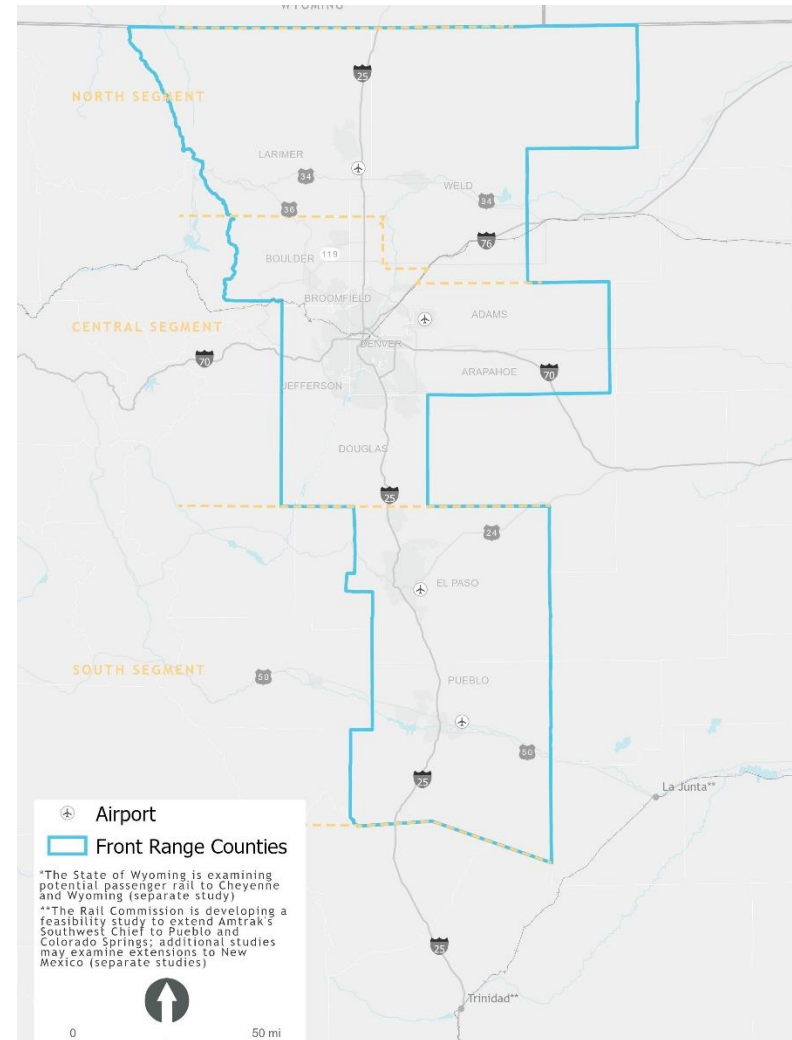 WYOMING
25
NORTH SEGMENT
LARIMER
34
WELD
34
36
76
BOULDER
119
BROOMFIELD
ADAMS
CENTRAL SEGMENT
DENVER
70
ARAPAHOE
70
JEFFERSON
DOUGLAS
25
24
EL PASO
SOUTH SEGMENT
50
PUEBLO
50
25
La Junta**
Airport
Front Range Counties
*The State of Wyoming is examining
potential passenger rail to Cheyenne
and Wyoming (separate study)
**The Rail Commission is developing a
feasibility study to extend Amtrak's
Southwest Chief to Pueblo and
Colorado Springs; additional studies
may examine extensions to New
Mexico (separate studies)
25
Trinidad**
0 50 mi